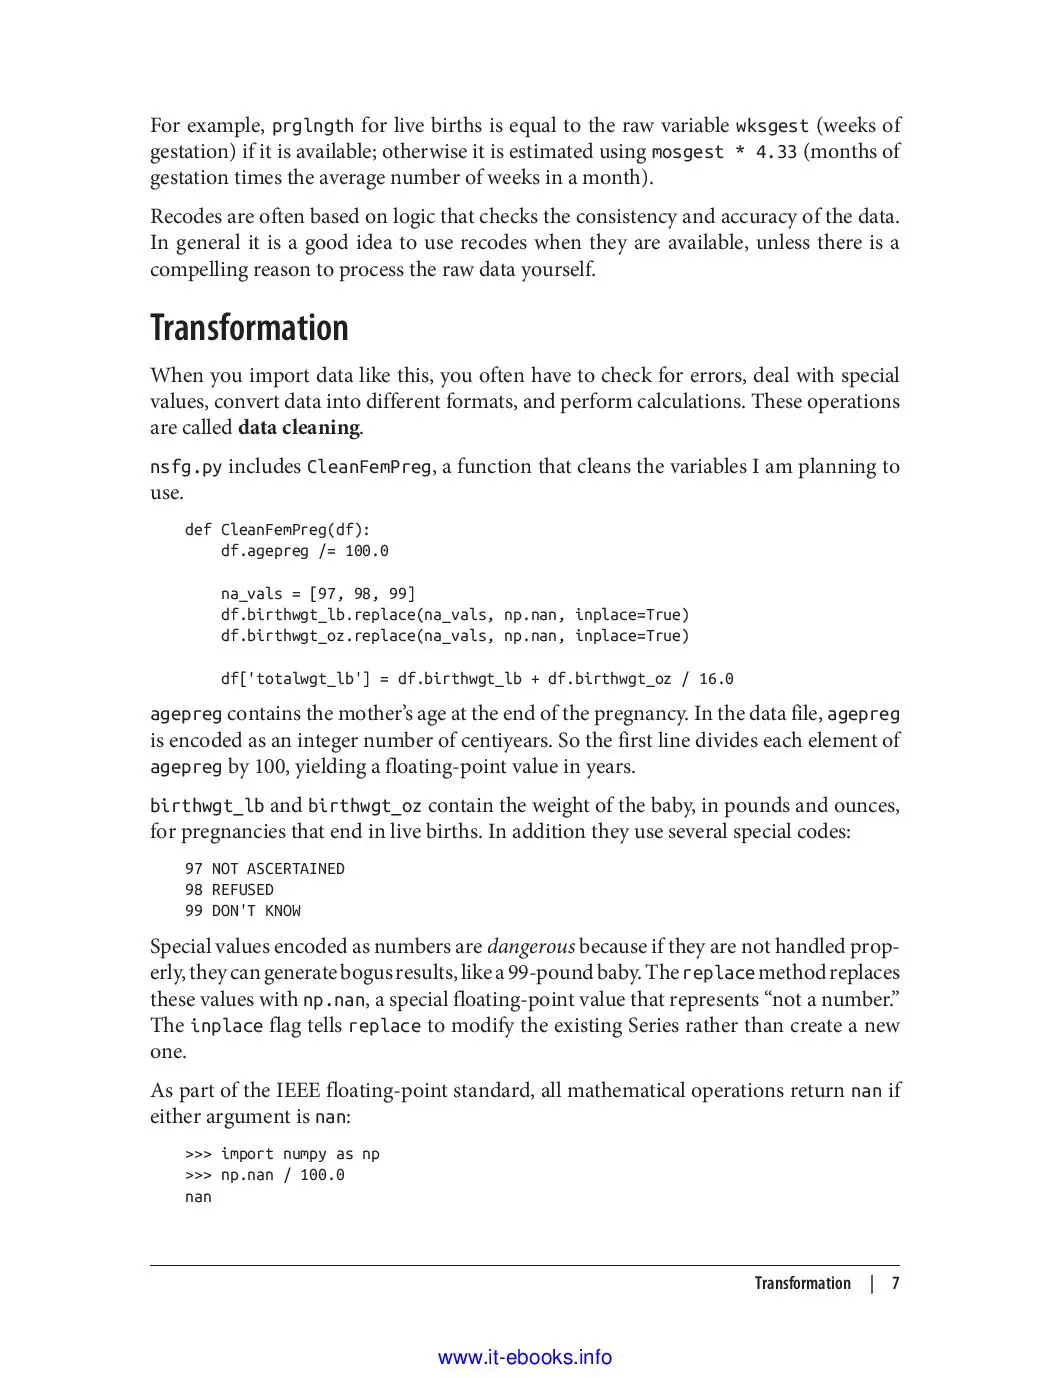 For example, prglngth for live births is equal to the raw variable wksgest (weeks of
gestation) if it is available; otherwise it is estimated using mosgest * 4.33 (months of
gestation times the average number of weeks in a month).
Recodes are often based on logic that checks the consistency and accuracy of the data.
In general it is a good idea to use recodes when they are available, unless there is a
compelling reason to process the raw data yourself.
Transformation
When you import data like this, you often have to check for errors, deal with special
values, convert data into different formats, and perform calculations. These operations
are called data cleaning.
nsfg.py includes CleanFemPreg, a function that cleans the variables I am planning to
use.
def CleanFemPreg(df):
    df.agepreg /= 100.0
    na_vals = [97, 98, 99]
    df.birthwgt_lb.replace(na_vals, np.nan, inplace=True)
    df.birthwgt_oz.replace(na_vals, np.nan, inplace=True)
    df['totalwgt_lb'] = df.birthwgt_lb + df.birthwgt_oz / 16.0
agepreg contains the mother’s age at the end of the pregnancy. In the data file, agepreg
is encoded as an integer number of centiyears. So the first line divides each element of
agepreg by 100, yielding a floating-point value in years.
birthwgt_lb and birthwgt_oz contain the weight of the baby, in pounds and ounces,
for pregnancies that end in live births. In addition they use several special codes:
97 NOT ASCERTAINED
98 REFUSED
99 DON'T KNOW
Special values encoded as numbers are dangerous because if they are not handled prop-
erly, they can generate bogus results, like a 99-pound baby. The replace method replaces
these values with np.nan, a special floating-point value that represents “not a number.”
The inplace flag tells replace to modify the existing Series rather than create a new
one.
As part of the IEEE floating-point standard, all mathematical operations return nan if
either argument is nan:
>>> import numpy as np
>>> np.nan / 100.0
nan
Transformation | 7
www.it-ebooks.info